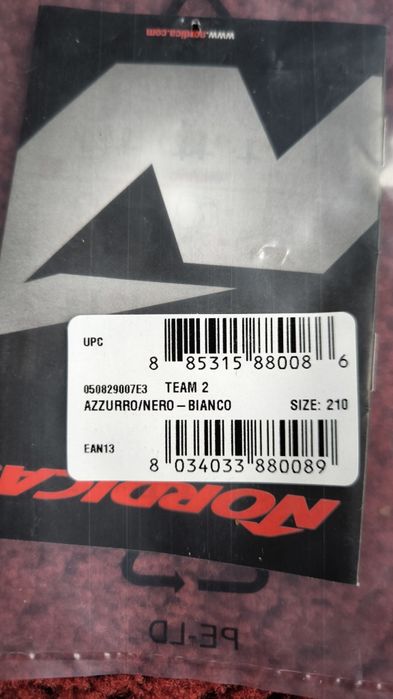 www.nordica.com
UPC
8 85315 88008 6
050829007E3 TEAM 2
AZZURRO/NERO – BIANCO SIZE: 210
EAN13
8 034033 880089
NORDICA
PE-LD